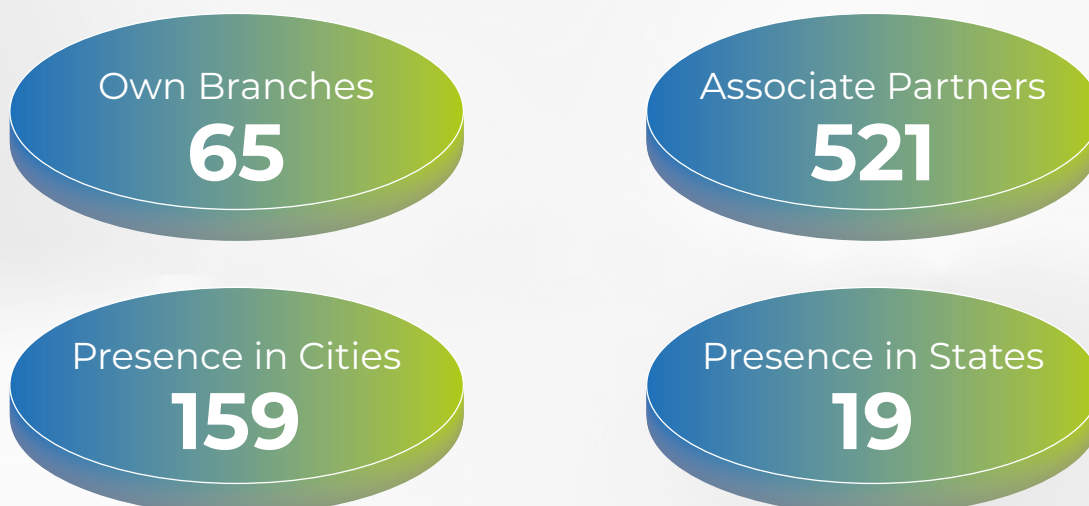 Own Branches
65
Associate Partners
521
Presence in Cities
159
Presence in States
19